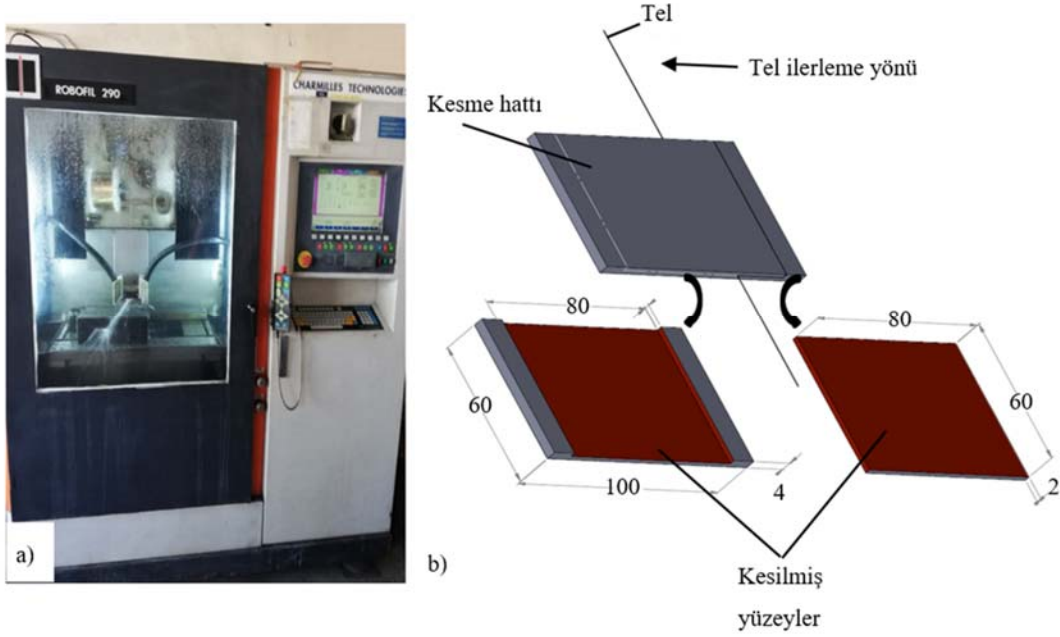 ROBOFIL 290
CHARMILLES TECHNOLOGIES
a)
Tel
Tel ilerleme yönü
Kesme hattı
80
80
60
60
100
4
2
b)
Kesilmiş
yüzeyler